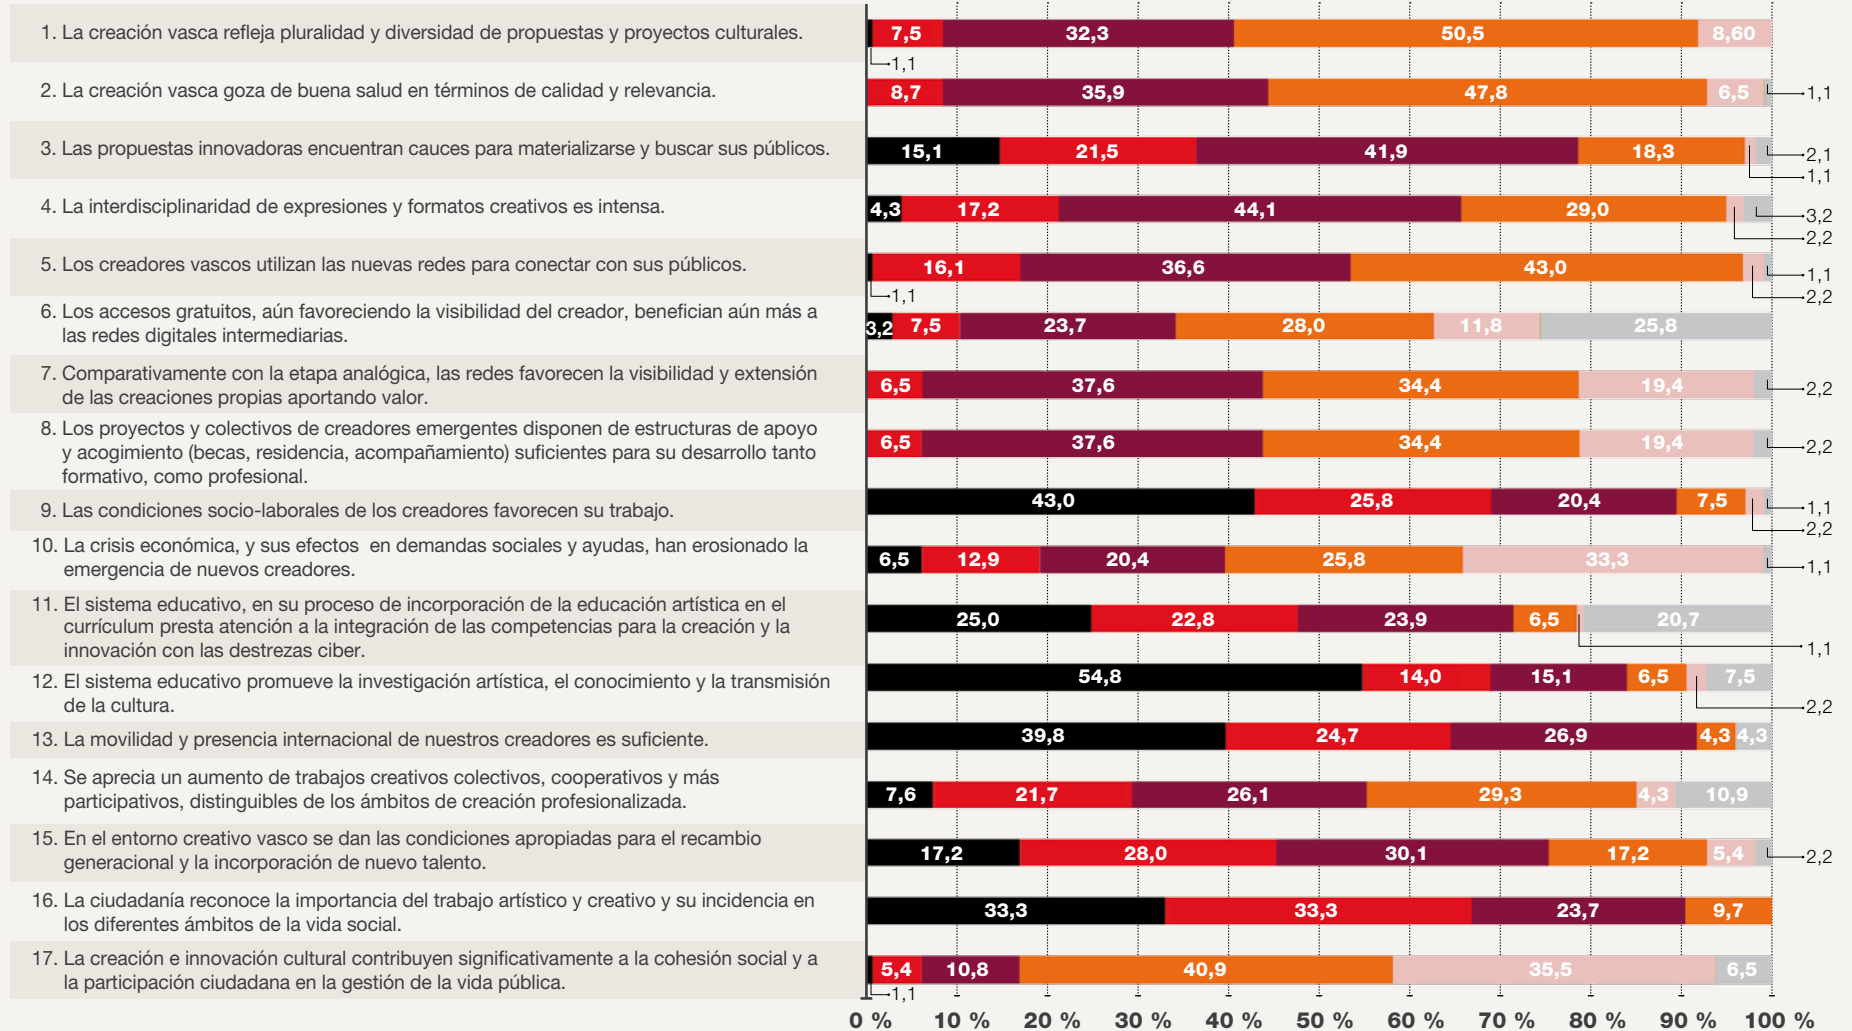 1. La creación vasca refleja pluralidad y diversidad de propuestas y proyectos culturales.
7,5 32,3 50,5 8,60
1,1
2. La creación vasca goza de buena salud en términos de calidad y relevancia.
8,7 35,9 47,8 6,5 1,1
3. Las propuestas innovadoras encuentran cauces para materializarse y buscar sus públicos.
15,1 21,5 41,9 18,3 2,1
1,1
4. La interdisciplinaridad de expresiones y formatos creativos es intensa.
4,3 17,2 44,1 29,0 3,2
2,2
5. Los creadores vascos utilizan las nuevas redes para conectar con sus públicos.
16,1 36,6 43,0 1,1
1,1 2,2
6. Los accesos gratuitos, aún favoreciendo la visibilidad del creador, benefician aún más a
las redes digitales intermediarias.
3,2 7,5 23,7 28,0 11,8 25,8
7. Comparativamente con la etapa analógica, las redes favorecen la visibilidad y extensión
de las creaciones propias aportando valor.
6,5 37,6 34,4 19,4 2,2
8. Los proyectos y colectivos de creadores emergentes disponen de estructuras de apoyo
y acogimiento (becas, residencia, acompañamiento) suficientes para su desarrollo tanto
formativo, como profesional.
6,5 37,6 34,4 19,4 2,2
9. Las condiciones socio-laborales de los creadores favorecen su trabajo.
43,0 25,8 20,4 7,5 1,1
2,2
10. La crisis económica, y sus efectos en demandas sociales y ayudas, han erosionado la
emergencia de nuevos creadores.
6,5 12,9 20,4 25,8 33,3 1,1
11. El sistema educativo, en su proceso de incorporación de la educación artística en el
currículum presta atención a la integración de las competencias para la creación y la
innovación con las destrezas ciber.
25,0 22,8 23,9 6,5 20,7
1,1
12. El sistema educativo promueve la investigación artística, el conocimiento y la transmisión
de la cultura.
54,8 14,0 15,1 6,5 7,5
2,2
13. La movilidad y presencia internacional de nuestros creadores es suficiente.
39,8 24,7 26,9 4,3 4,3
14. Se aprecia un aumento de trabajos creativos colectivos, cooperativos y más
participativos, distinguibles de los ámbitos de creación profesionalizada.
7,6 21,7 26,1 29,3 4,3 10,9
15. En el entorno creativo vasco se dan las condiciones apropiadas para el recambio
generacional y la incorporación de nuevo talento.
17,2 28,0 30,1 17,2 5,4 2,2
16. La ciudadanía reconoce la importancia del trabajo artístico y creativo y su incidencia en
los diferentes ámbitos de la vida social.
33,3 33,3 23,7 9,7
17. La creación e innovación cultural contribuyen significativamente a la cohesión social y a
la participación ciudadana en la gestión de la vida pública.
5,4 10,8 40,9 35,5 6,5
1,1
0 % 10 % 20 % 30 % 40 % 50 % 60 % 70 % 80 % 90 % 100 %